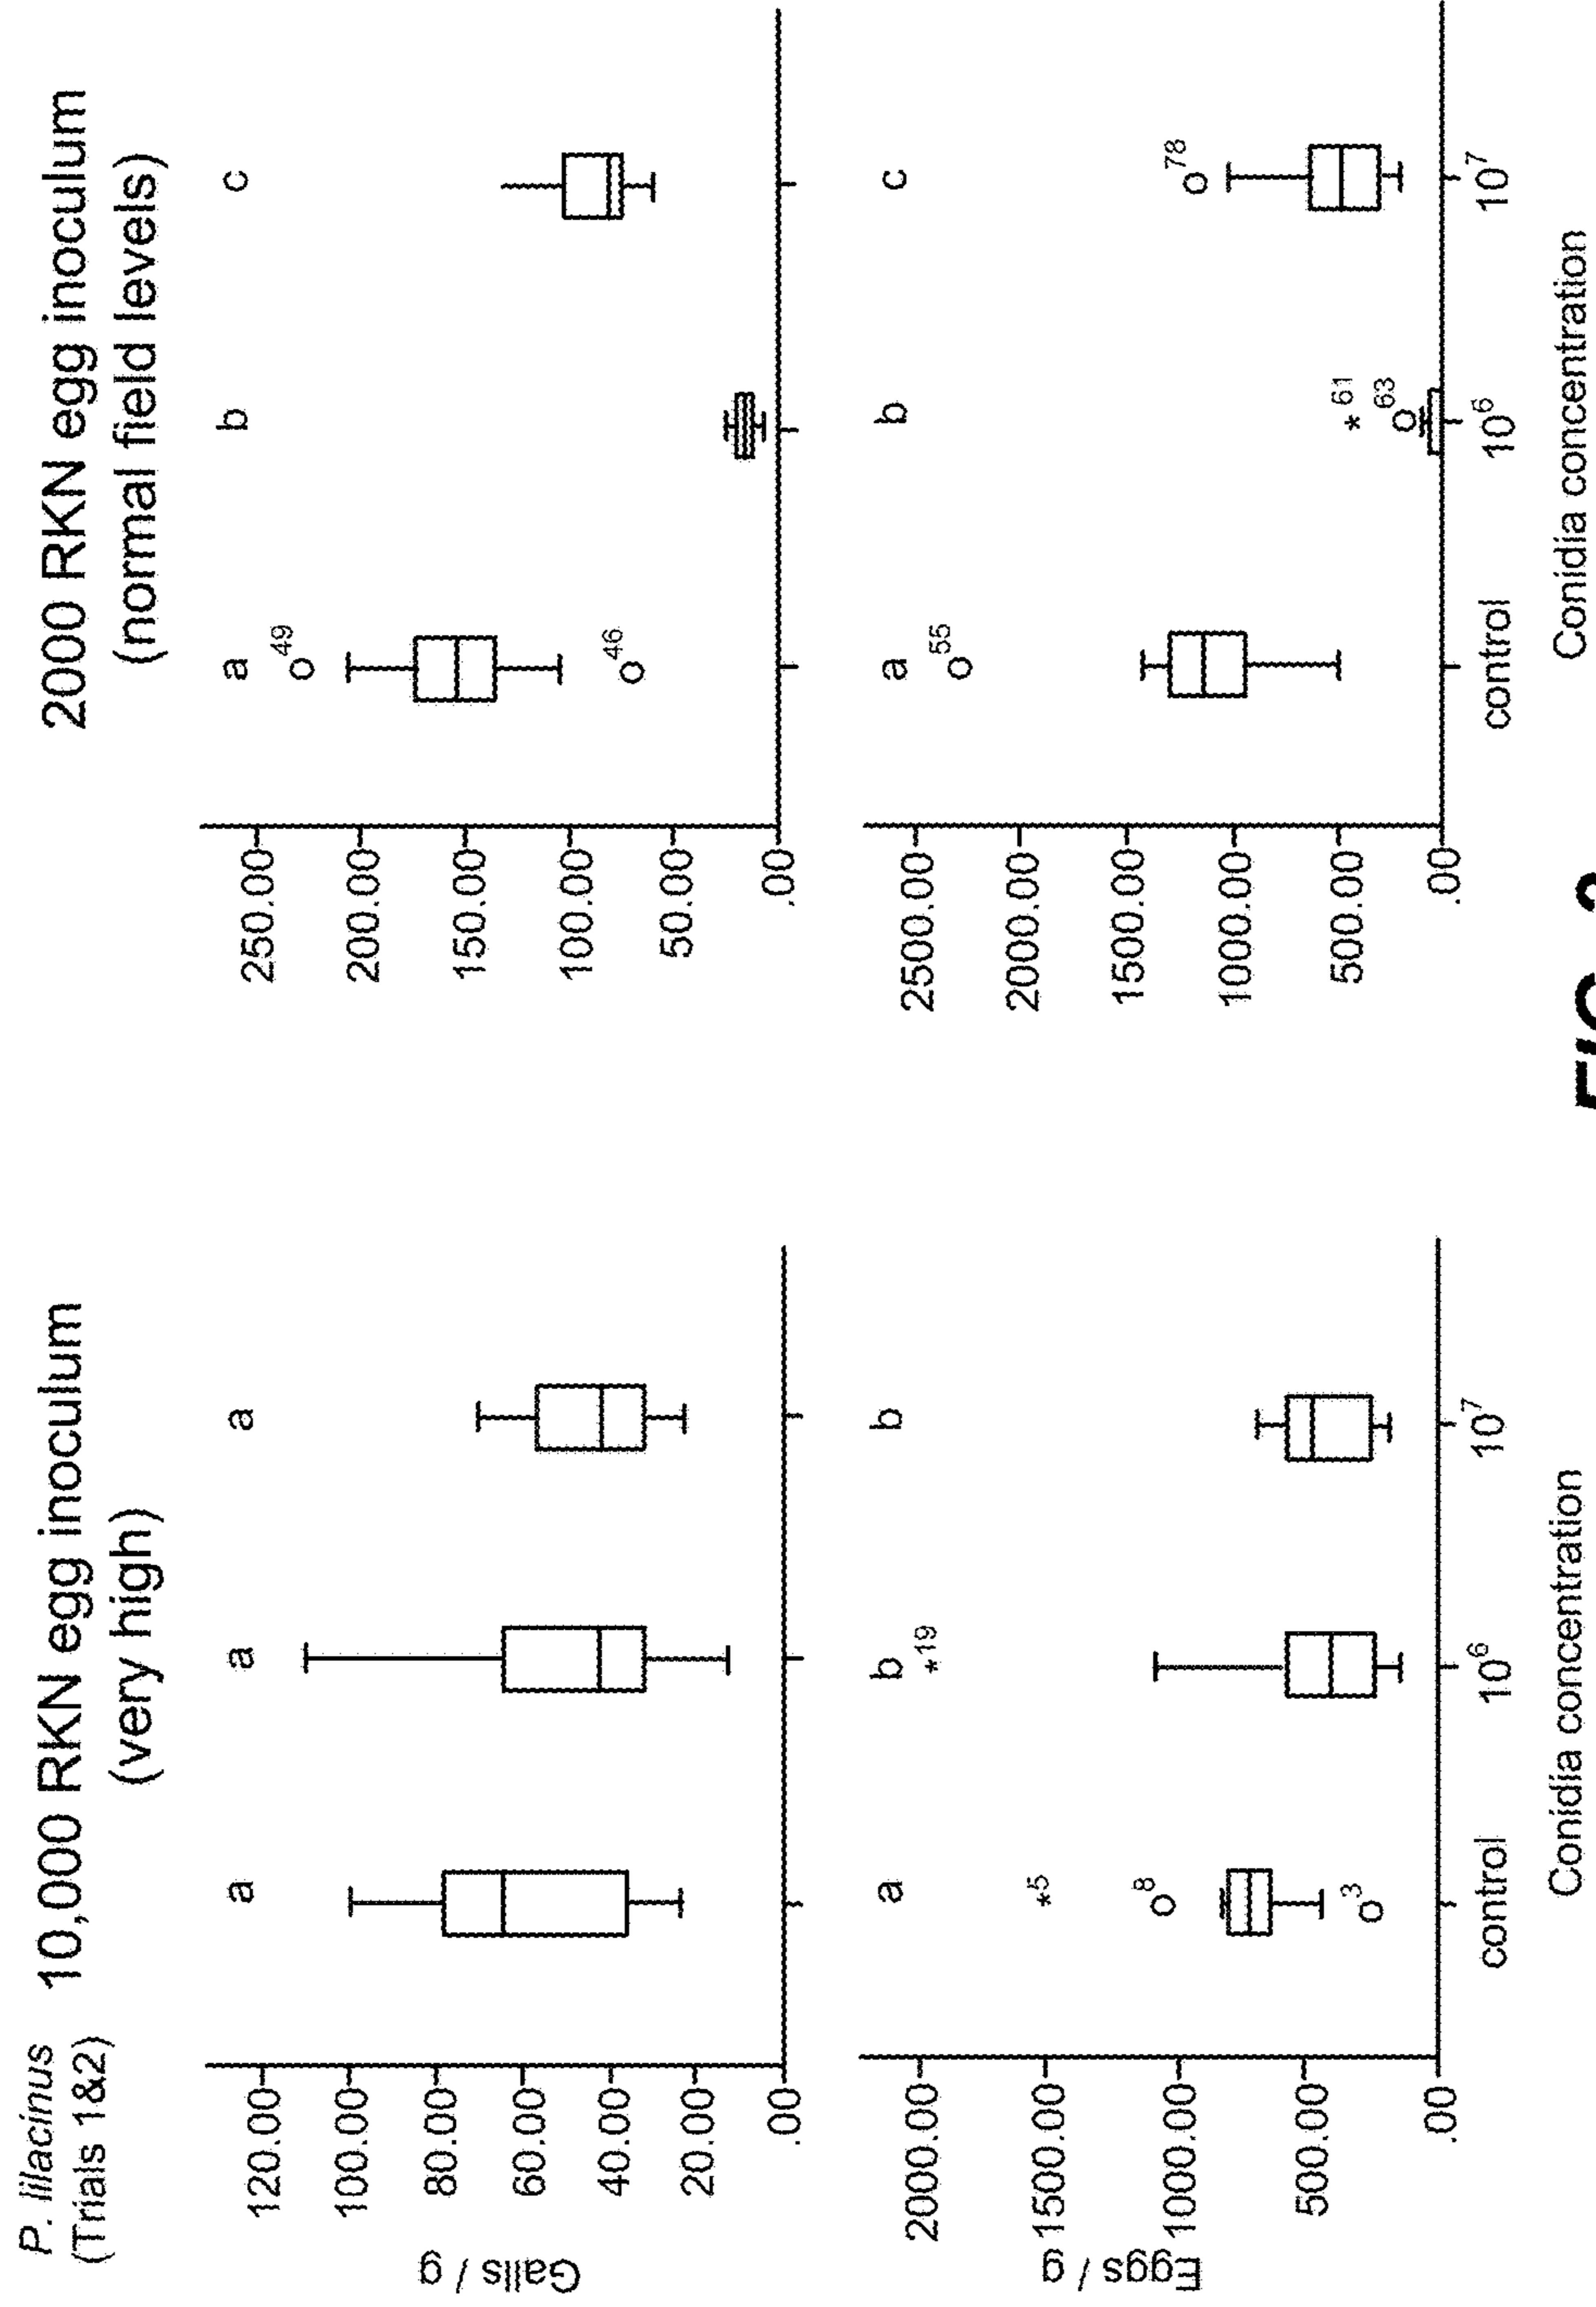 P. lilacinus
(Trials 1&2)
10,000 RKN egg inoculum
(very high)
2000 RKN egg inoculum
(normal field levels)
Galls / g
120.00
100.00
80.00
60.00
40.00
20.00
.00
a
a
a
250.00
200.00
150.00
100.00
50.00
.00
a
b
c
49
46
Eggs / g
2000.00
1500.00
1000.00
500.00
.00
a
b
b
*5
8
3
*19
control
10⁶
10⁷
Conidia concentration
2500.00
2000.00
1500.00
1000.00
500.00
.00
a
b
c
55
*61
63
78
control
10⁶
10⁷
Conidia concentration